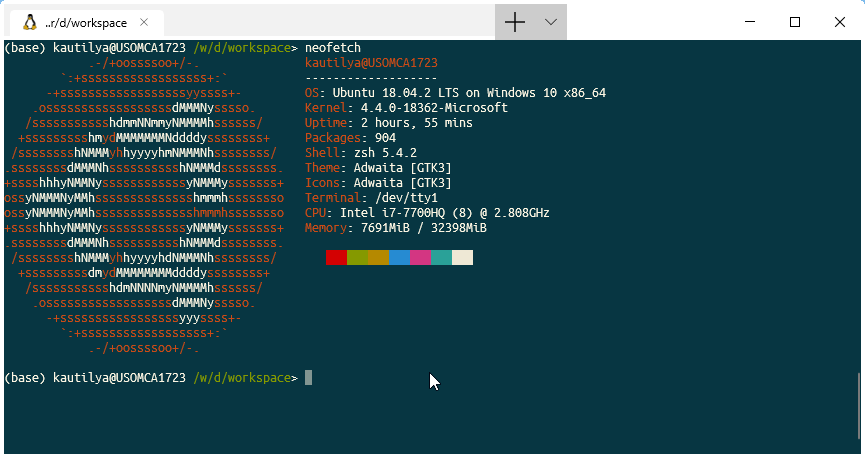 ..r/d/workspace
(base) kautilya@USOMCA1723 /w/d/workspace> neofetch
.-/+oossssoo+/-.
kautilya@USOMCA1723
`:+ssssssssssssssssss+:`
-------------------
-+ssssssssssssssssssyyssss+-
OS: Ubuntu 18.04.2 LTS on Windows 10 x86_64
.ossssssssssssssssssdMMMNysssso.
Kernel: 4.4.0-18362-Microsoft
/ssssssssssshdmmNNmmyNMMMMhssssss/
Uptime: 2 hours, 55 mins
+ssssssssshmydMMMMMMMNddddyssssssss+
Packages: 904
/sssssssshNMMMyhhyyyyhmNMMMNhssssssss/
Shell: zsh 5.4.2
.ssssssssdMMMNhsssssssssshNMMMdssssssss.
Theme: Adwaita [GTK3]
+sssshhhyNMMNyssssssssssssyNMMMysssssss+
Icons: Adwaita [GTK3]
ossyNMMMNyMMhsssssssssssssshmmmhssssssso
Terminal: /dev/tty1
ossyNMMMNyMMhsssssssssssssshmmmhssssssso
CPU: Intel i7-7700HQ (8) @ 2.808GHz
+sssshhhyNMMNyssssssssssssyNMMMysssssss+
Memory: 7691MiB / 32398MiB
.ssssssssdMMMNhsssssssssshNMMMdssssssss.
/sssssssshNMMMyhhyyyyhdNMMMNhssssssss/
+sssssssssdmydMMMMMMMMddddyssssssss+
/ssssssssssshdmNNNNmyNMMMMhssssss/
.ossssssssssssssssssdMMMNysssso.
-+sssssssssssssssssyyyssss+-
`:+ssssssssssssssssss+:`
.-/+oossssoo+/-.
(base) kautilya@USOMCA1723 /w/d/workspace>